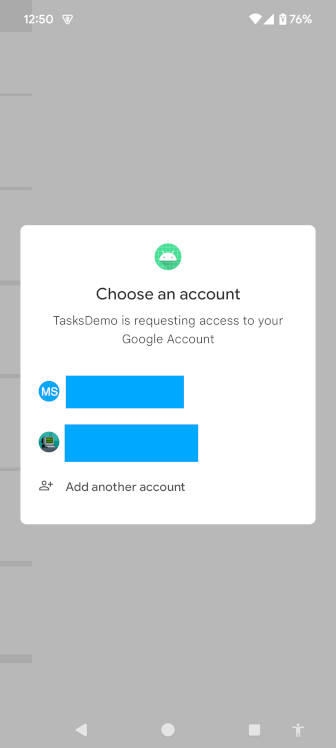 12:50
76%
Choose an account
TasksDemo is requesting access to your
Google Account
MS
Add another account